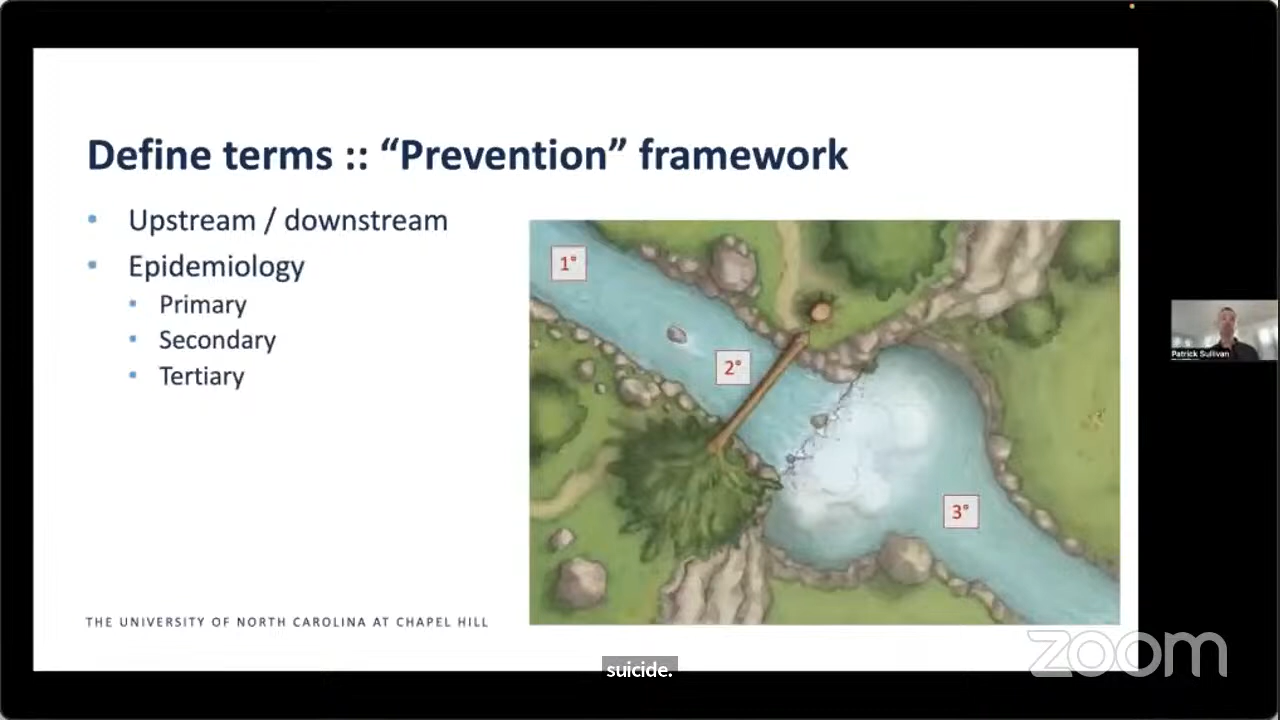 Define terms :: “Prevention” framework
• Upstream / downstream
• Epidemiology
• Primary
• Secondary
• Tertiary
1°
2°
3°
Patrick Sullivan
THE UNIVERSITY OF NORTH CAROLINA AT CHAPEL HILL
suicide.
zoom